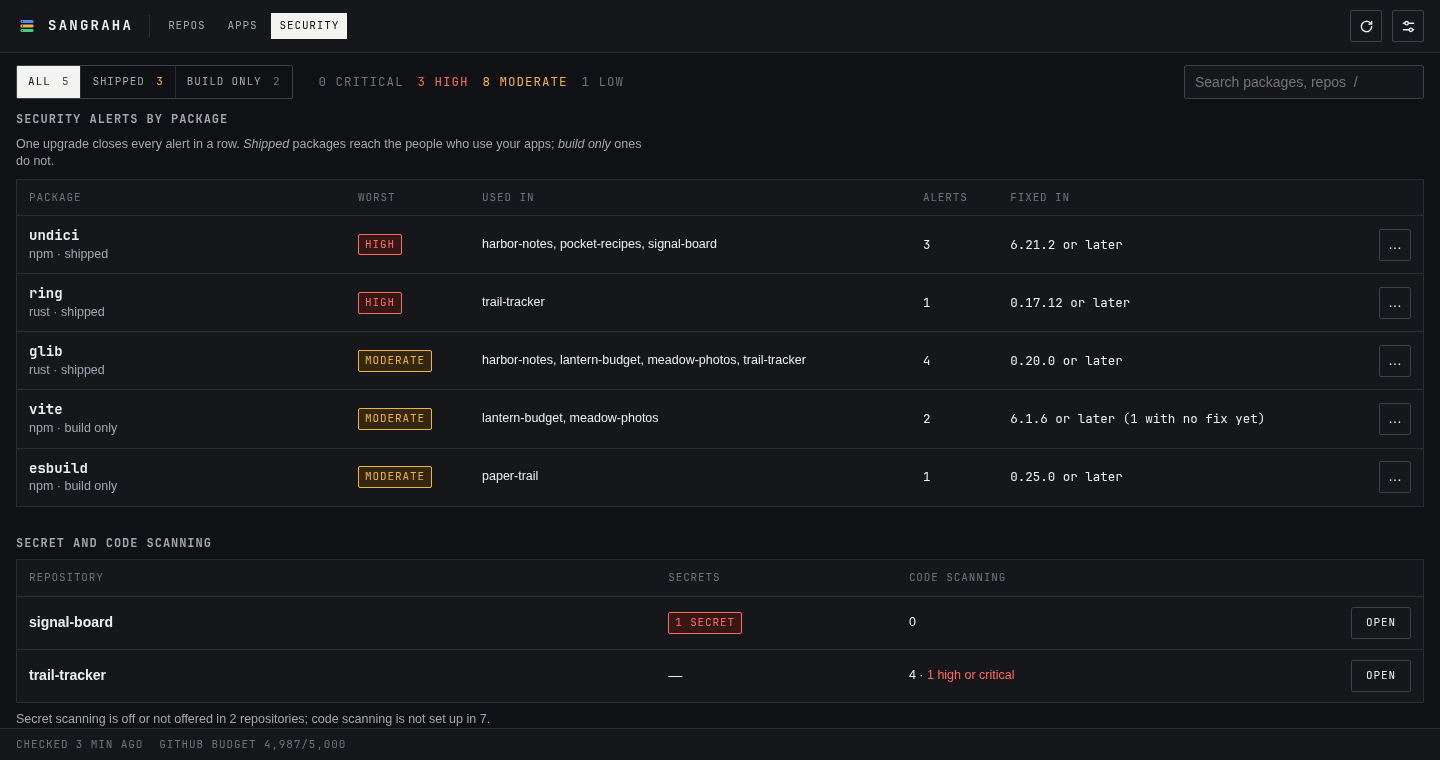 SANGRAHA
REPOS APPS SECURITY
ALL 5 SHIPPED 3 BUILD ONLY 2 0 CRITICAL 3 HIGH 8 MODERATE 1 LOW Search packages, repos /
SECURITY ALERTS BY PACKAGE
One upgrade closes every alert in a row. Shipped packages reach the people who use your apps; build only ones
do not.
PACKAGE WORST USED IN ALERTS FIXED IN
undici
npm · shipped
HIGH harbor-notes, pocket-recipes, signal-board 3 6.21.2 or later ...
ring
rust · shipped
HIGH trail-tracker 1 0.17.12 or later ...
glib
rust · shipped
MODERATE harbor-notes, lantern-budget, meadow-photos, trail-tracker 4 0.20.0 or later ...
vite
npm · build only
MODERATE lantern-budget, meadow-photos 2 6.1.6 or later (1 with no fix yet) ...
esbuild
npm · build only
MODERATE paper-trail 1 0.25.0 or later ...
SECRET AND CODE SCANNING
REPOSITORY SECRETS CODE SCANNING
signal-board 1 SECRET 0 OPEN
trail-tracker — 4 · 1 high or critical OPEN
Secret scanning is off or not offered in 2 repositories; code scanning is not set up in 7.
CHECKED 3 MIN AGO GITHUB BUDGET 4,987/5,000